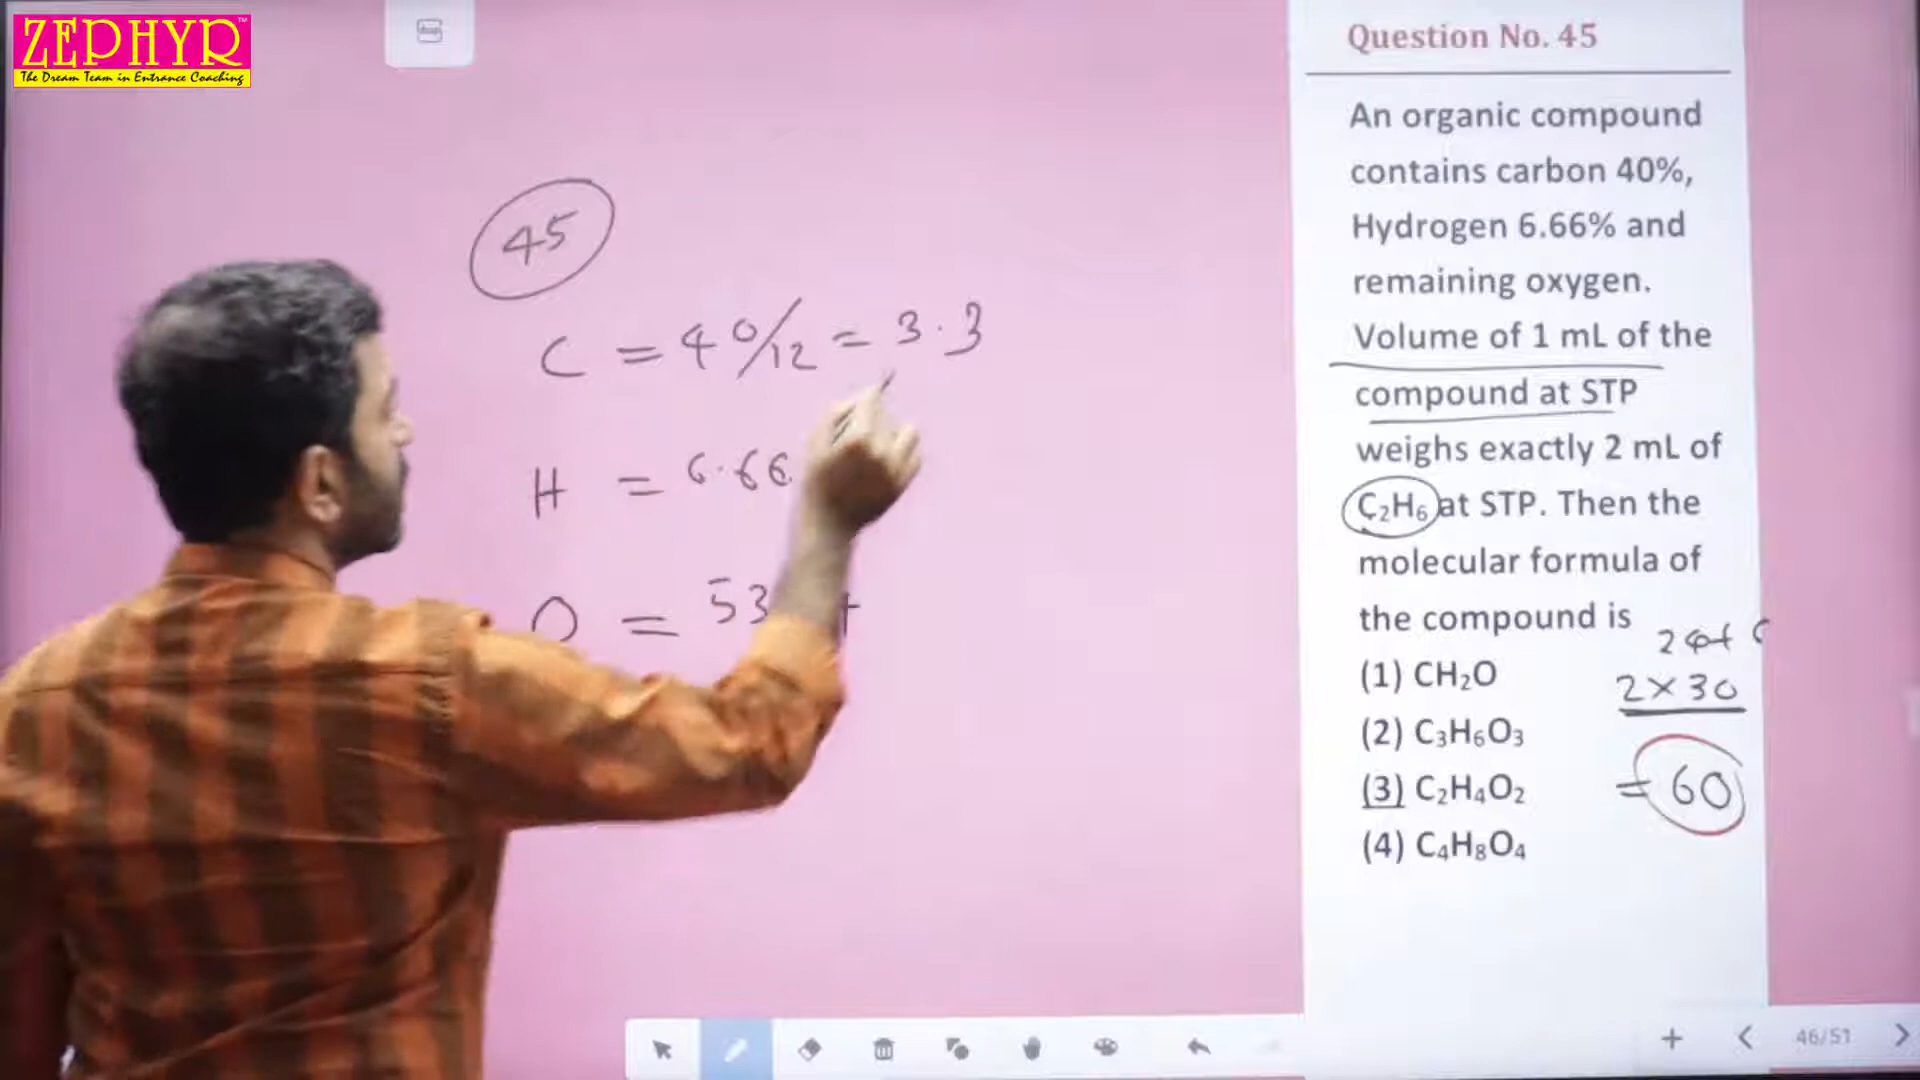 ZEPHYR™
The Dream Team in Entrance Coaching
45
C = 40/12 = 3.3
H = 6.66
O = 53
Question No. 45
An organic compound
contains carbon 40%,
Hydrogen 6.66% and
remaining oxygen.
Volume of 1 mL of the
compound at STP
weighs exactly 2 mL of
C₂H₆ at STP. Then the
molecular formula of
the compound is
(1) CH₂O
(2) C₃H₆O₃
(3) C₂H₄O₂
(4) C₄H₈O₄
2 × 30
= 60
46/51